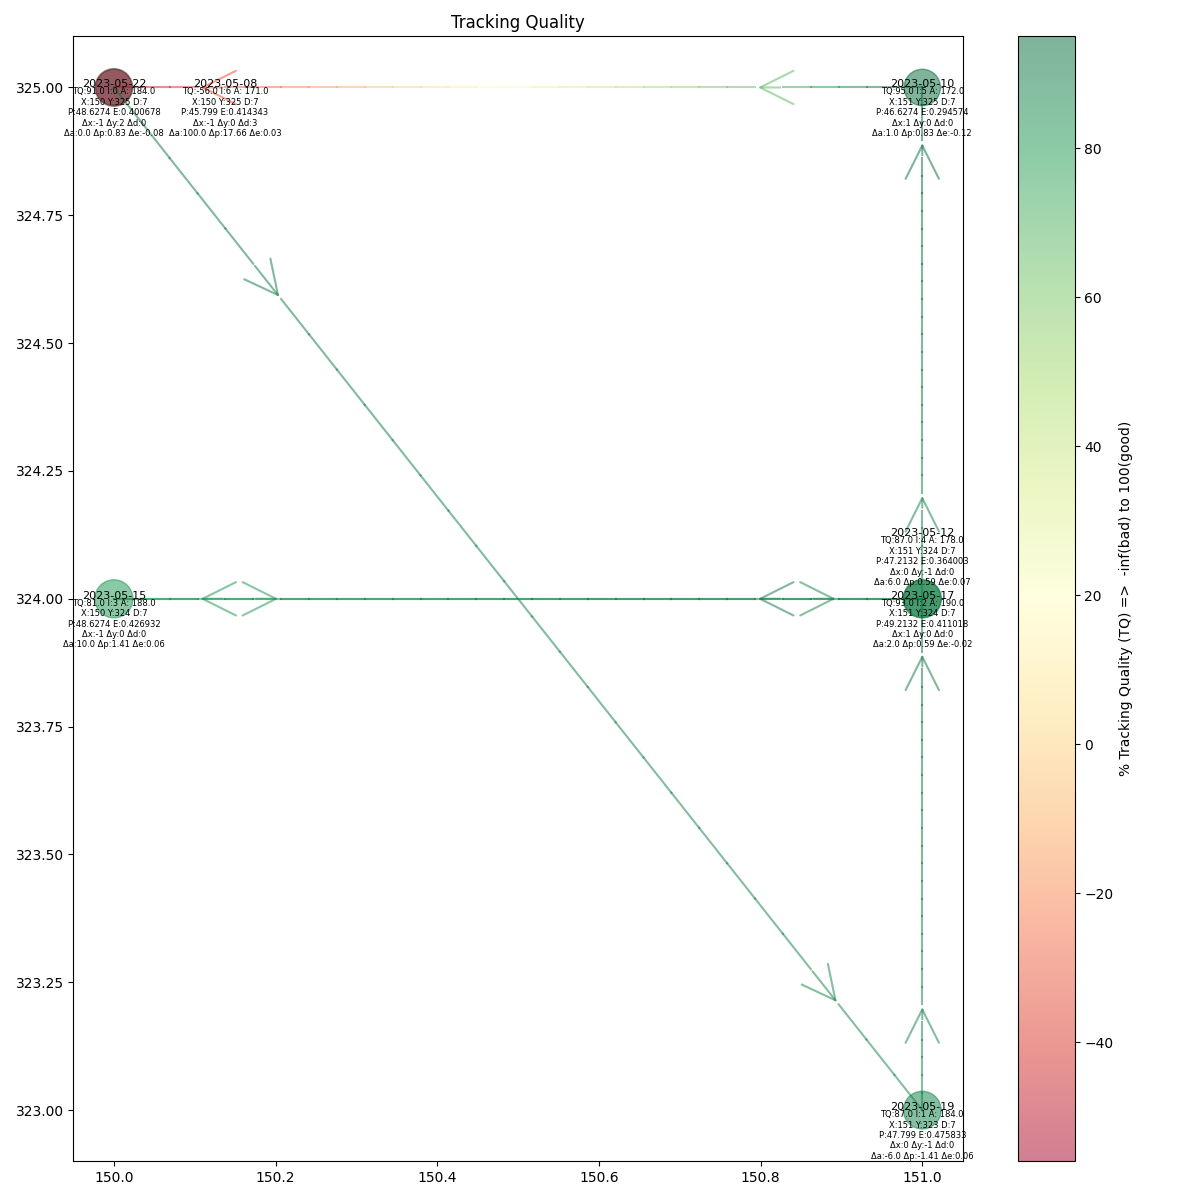 Tracking Quality
325.00
324.75
324.50
324.25
324.00
323.75
323.50
323.25
323.00
2023-05-22
TQ:91.0 I:0 A: 184.0
X:150 Y:325 D:7
P:48.6274 E:0.400678
Δx:-1 Δy:2 Δd:0
Δa:0.0 Δp:0.83 Δe:-0.08
2023-05-08
TQ:-56.0 I:6 A: 171.0
X:150 Y:325 D:7
P:45.799 E:0.414343
Δx:-1 Δy:0 Δd:3
Δa:100.0 Δp:17.66 Δe:0.03
2023-05-10
TQ:95.0 I:5 A: 172.0
X:151 Y:325 D:7
P:46.6274 E:0.294574
Δx:1 Δy:0 Δd:0
Δa:1.0 Δp:0.83 Δe:-0.12
2023-05-12
TQ:87.0 I:4 A: 178.0
X:151 Y:324 D:7
P:47.2132 E:0.364003
Δx:0 Δy:-1 Δd:0
Δa:6.0 Δp:0.59 Δe:0.07
2023-05-15
TQ:81.0 I:3 A: 188.0
X:150 Y:324 D:7
P:48.6274 E:0.426932
Δx:-1 Δy:0 Δd:0
Δa:10.0 Δp:1.41 Δe:0.06
2023-05-17
TQ:93.0 I:2 A: 190.0
X:151 Y:324 D:7
P:49.2132 E:0.411018
Δx:1 Δy:0 Δd:0
Δa:2.0 Δp:0.59 Δe:-0.02
2023-05-19
TQ:87.0 I:1 A: 184.0
X:151 Y:323 D:7
P:47.799 E:0.475833
Δx:0 Δy:-1 Δd:0
Δa:-6.0 Δp:-1.41 Δe:0.06
150.0
150.2
150.4
150.6
150.8
151.0
80
60
40
20
0
−20
−40
% Tracking Quality (TQ) => -inf(bad) to 100(good)